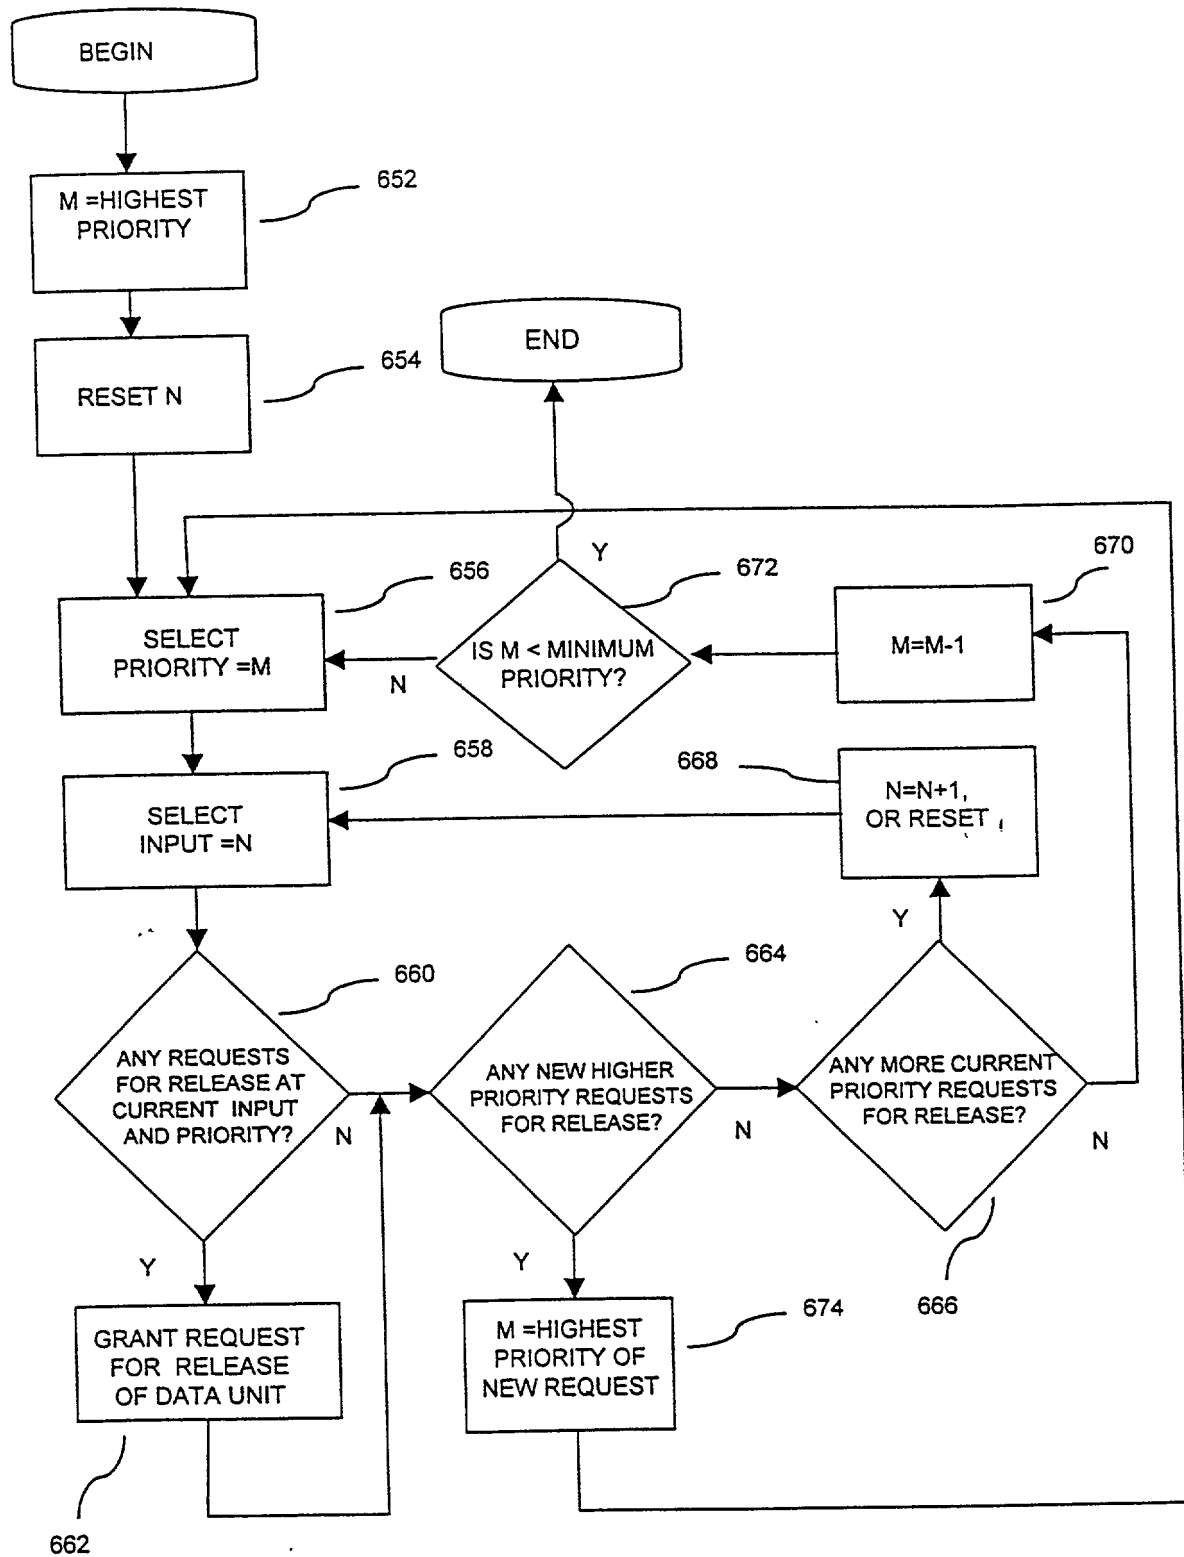 BEGIN
M =HIGHEST
PRIORITY
652
RESET N
654
END
SELECT
PRIORITY =M
656
IS M < MINIMUM
PRIORITY?
672
Y
N
M=M-1
670
SELECT
INPUT =N
658
N=N+1,
OR RESET
668
ANY REQUESTS
FOR RELEASE AT
CURRENT INPUT
AND PRIORITY?
660
N
Y
ANY NEW HIGHER
PRIORITY REQUESTS
FOR RELEASE?
664
N
Y
ANY MORE CURRENT
PRIORITY REQUESTS
FOR RELEASE?
Y
N
666
GRANT REQUEST
FOR RELEASE
OF DATA UNIT
662
M =HIGHEST
PRIORITY OF
NEW REQUEST
674